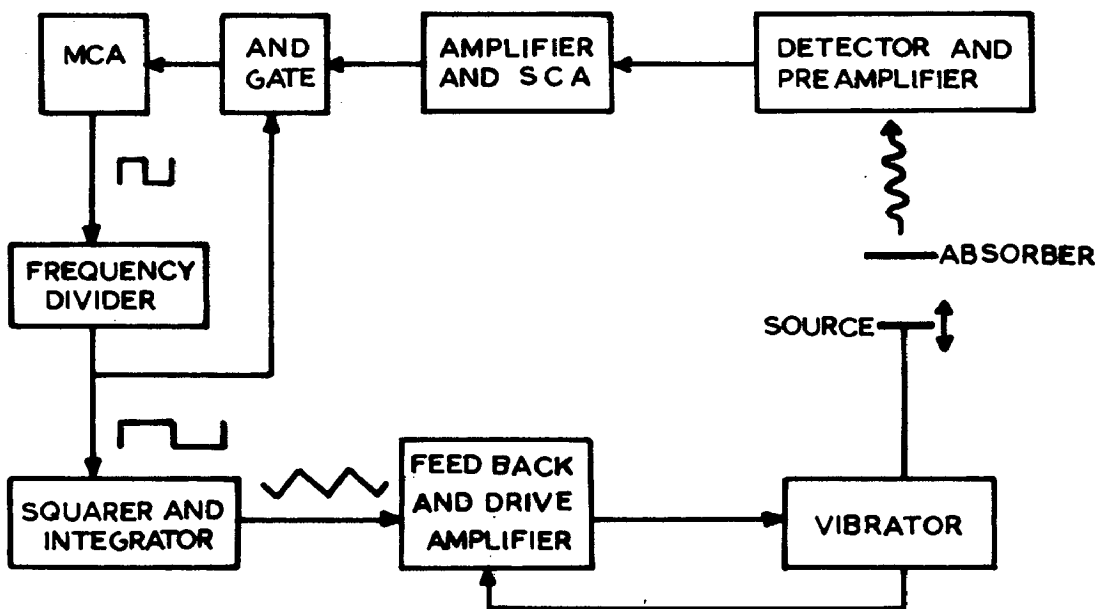 MCA
AND
GATE
AMPLIFIER
AND SCA
DETECTOR AND
PREAMPLIFIER
ABSORBER
SOURCE
FREQUENCY
DIVIDER
SQUARER AND
INTEGRATOR
FEED BACK
AND DRIVE
AMPLIFIER
VIBRATOR